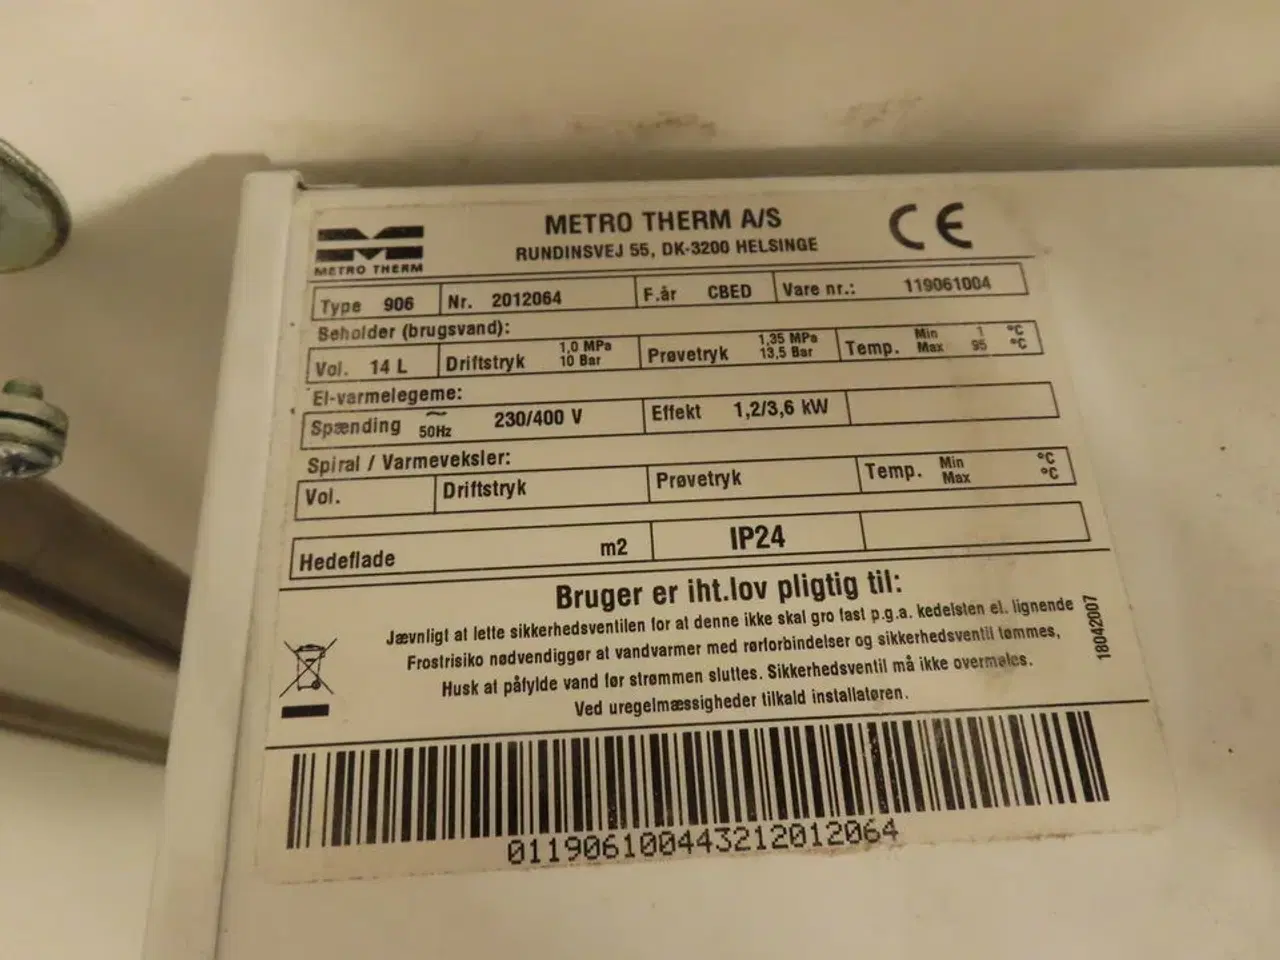 METRO THERM
METRO THERM A/S
RUNDINSVEJ 55, DK-3200 HELSINGE
CE
Type 906 Nr. 2012064 F.år CBED Vare nr.: 119061004
Beholder (brugsvand):
Vol. 14 L Driftstryk 1,0 MPa 10 Bar Prøvetryk 1,35 MPa 13,5 Bar Temp. Min 1 °C Max 95 °C
El-varmelegeme:
Spænding 50Hz 230/400 V Effekt 1,2/3,6 kW
Spiral / Varmeveksler:
Vol. Driftstryk Prøvetryk Temp. Min °C Max °C
Hedeflade m2 IP24
Bruger er iht.lov pligtig til:
Jævnligt at lette sikkerhedsventilen for at denne ikke skal gro fast p.g.a. kedelsten el. lignende
Frostrisiko nødvendiggør at vandvarmer med rørforbindelser og sikkerhedsventil tømmes,
Husk at påfylde vand før strømmen sluttes. Sikkerhedsventil må ikke overmales.
Ved uregelmæssigheder tilkald installatøren.
18042007
011906100443212012064